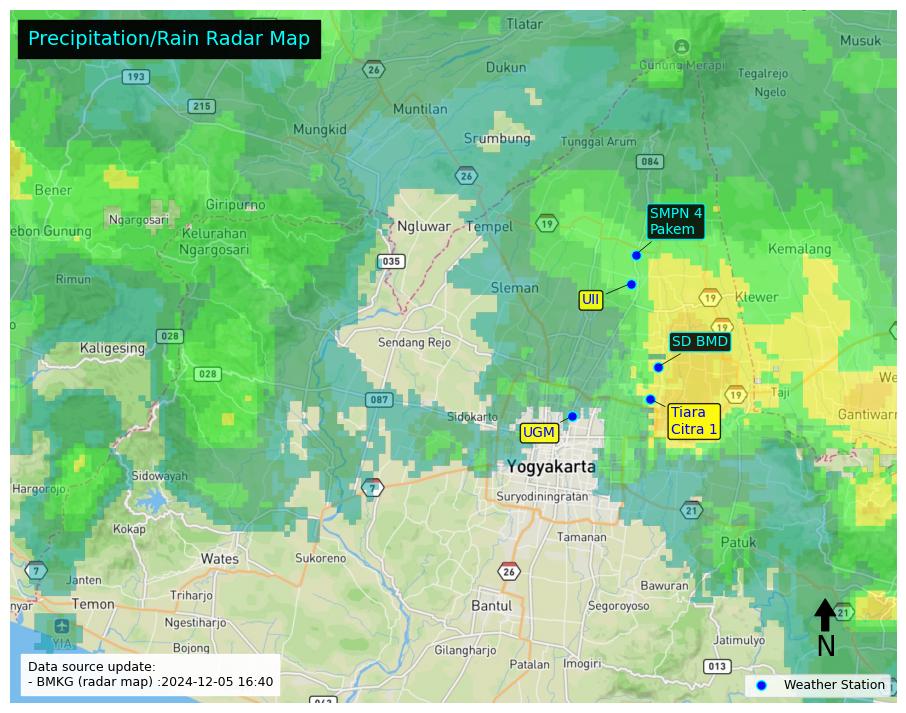 Precipitation/Rain Radar Map
Tlatar
Musuk
26
Dukun
Gunung Merapi
193
Tegalrejo
Ngelo
215
Muntilan
Mungkid
Srumbung
Tunggal Arum
084
26
Bener
Giripurno
SMPN 4
Pakem
Ngargosari
Ngluwar
Tempel
19
ebon Gunung
Kelurahan
Ngargosari
Kemalang
035
Rimun
Sleman
UII
19
Klewer
19
028
Kaligesing
Sendang Rejo
SD BMD
028
We
087
19
Taji
Sidokarto
Tiara
Citra 1
Gantiwarn
UGM
Yogyakarta
Sidowayah
Hargorojo
7
Suryodiningratan
21
Kokap
Tamanan
Patuk
Wates
Sukoreno
7
26
Janten
Bawuran
Triharjo
nyar
Temon
Bantul
Segoroyoso
21
Ngestiharjo
YIA
N
Bojong
Jatimulyo
Gilangharjo
Data source update:
- BMKG (radar map) :2024-12-05 16:40
Patalan
Imogiri
013
Weather Station